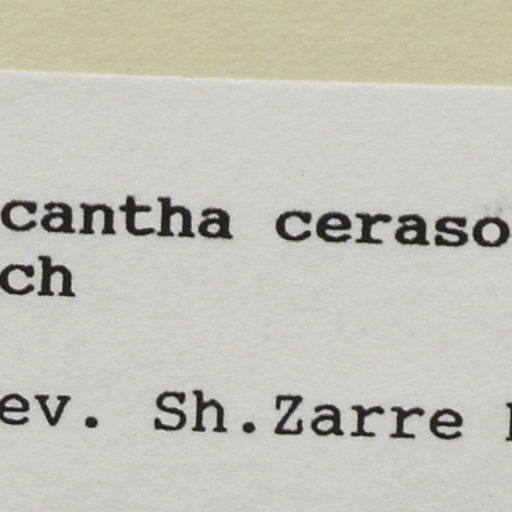 cantha ceraso
ch
ev. Sh.Zarre